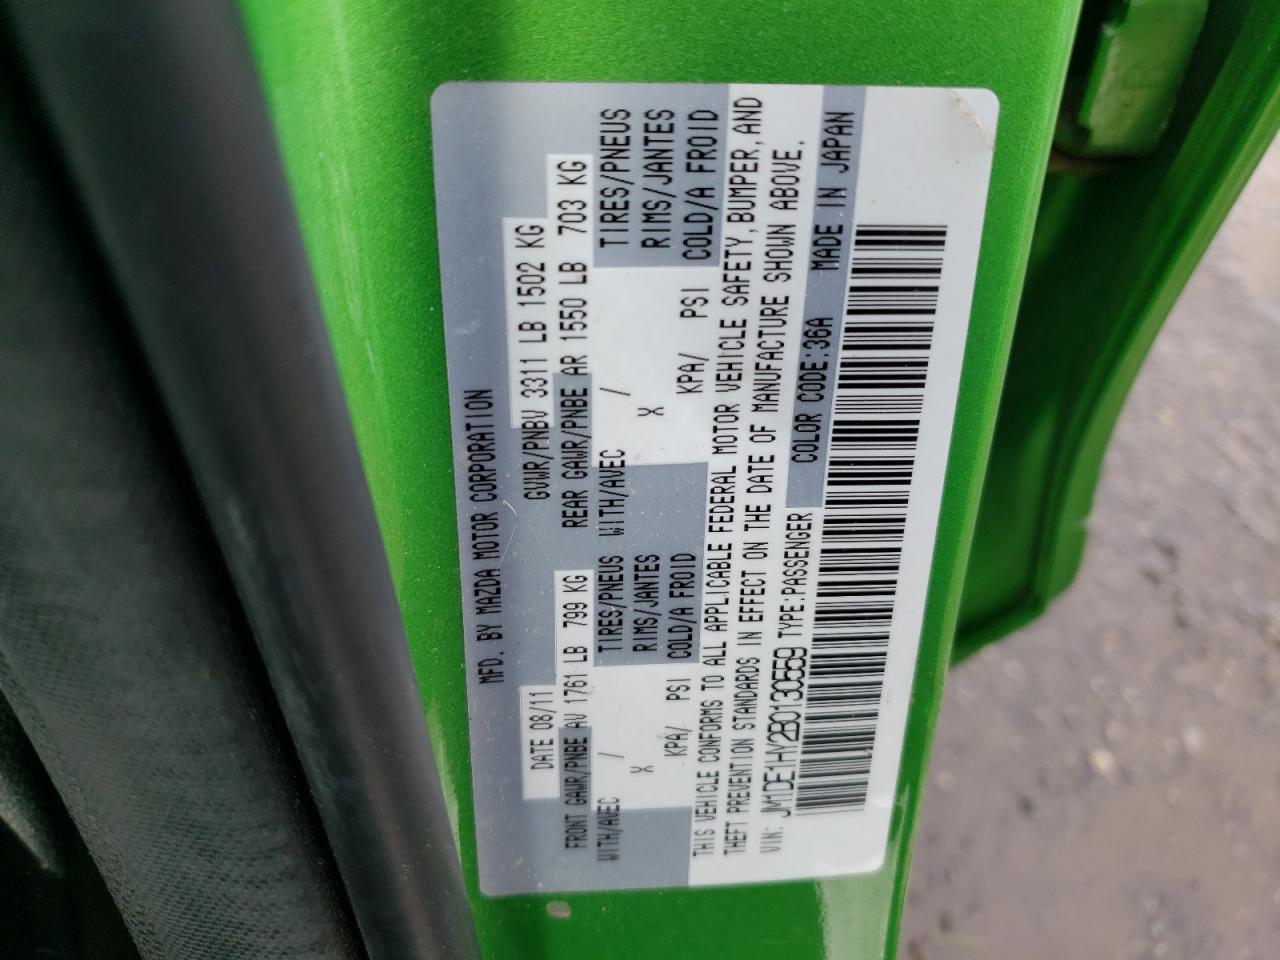 MFD. BY MAZDA MOTOR CORPORATION
DATE 08/11 GVWR/PNBV 3311 LB 1502 KG
FRONT GAWR/PNBE AV 1761 LB 799 KG REAR GAWR/PNBE AR 1550 LB 703 KG
WITH/AVEC / TIRES/PNEUS WITH/AVEC / TIRES/PNEUS
X RIMS/JANTES X RIMS/JANTES
KPA/ PSI COLD/A FROID KPA/ PSI COLD/A FROID
THIS VEHICLE CONFORMS TO ALL APPLICABLE FEDERAL MOTOR VEHICLE SAFETY, BUMPER, AND
THEFT PREVENTION STANDARDS IN EFFECT ON THE DATE OF MANUFACTURE SHOWN ABOVE.
VIN: JM1DE1HY2B0130559 TYPE:PASSENGER COLOR CODE:36A MADE IN JAPAN